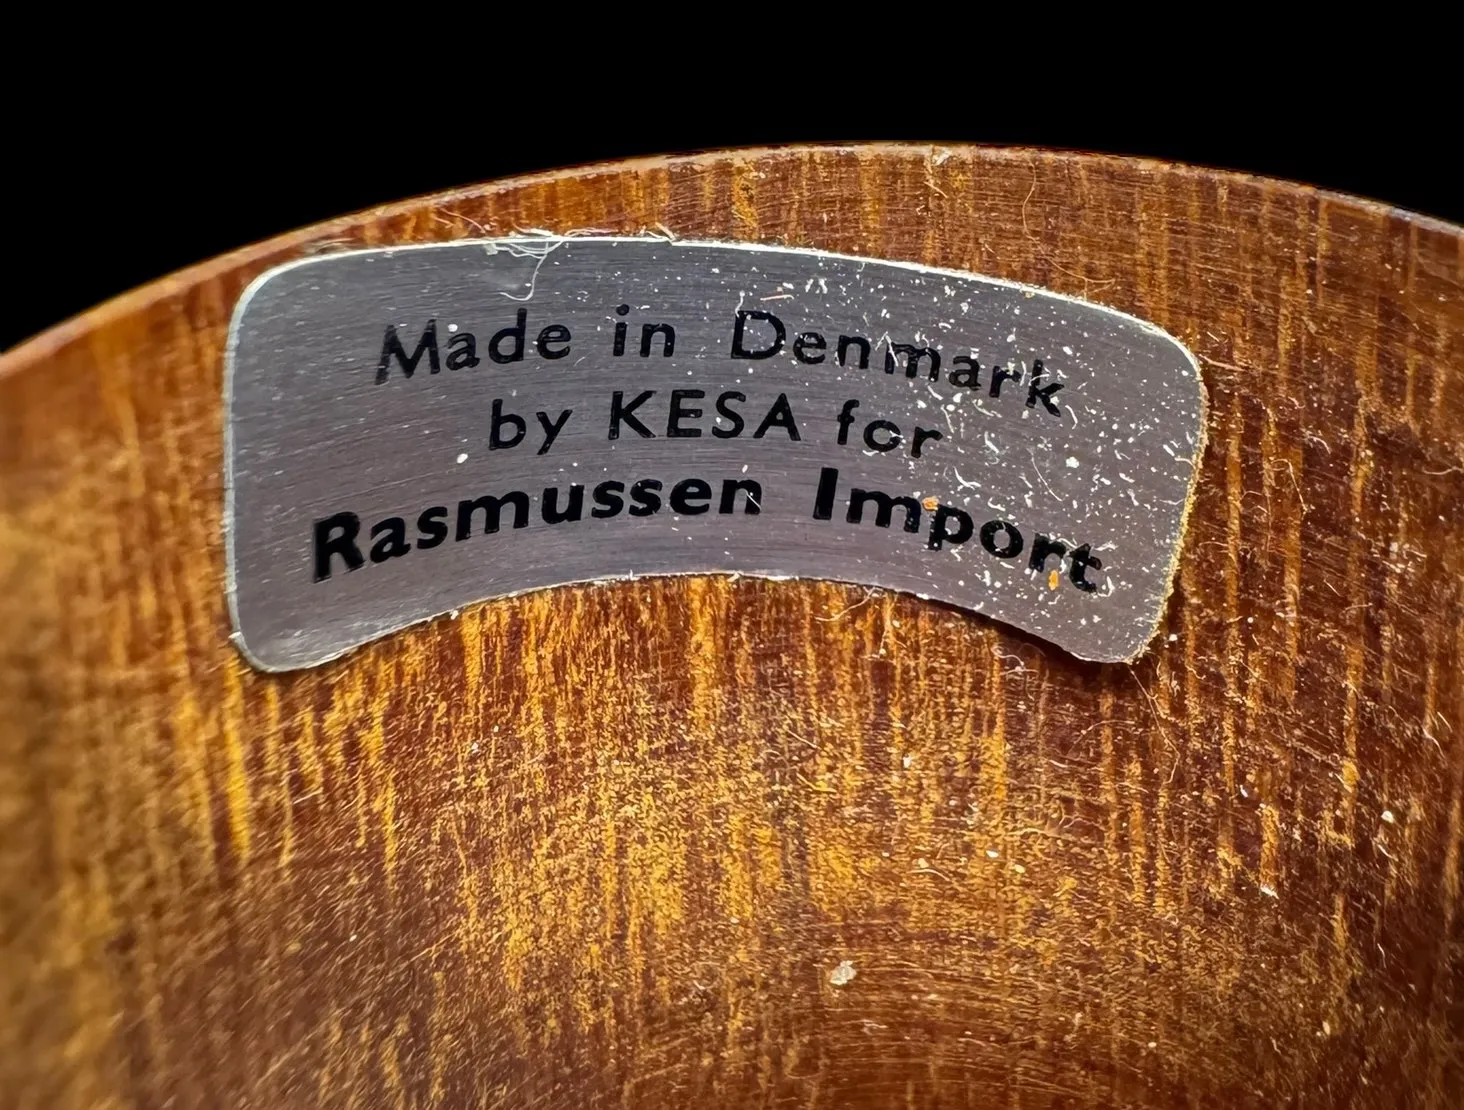 Made in Denmark
by KESA for
Rasmussen Import